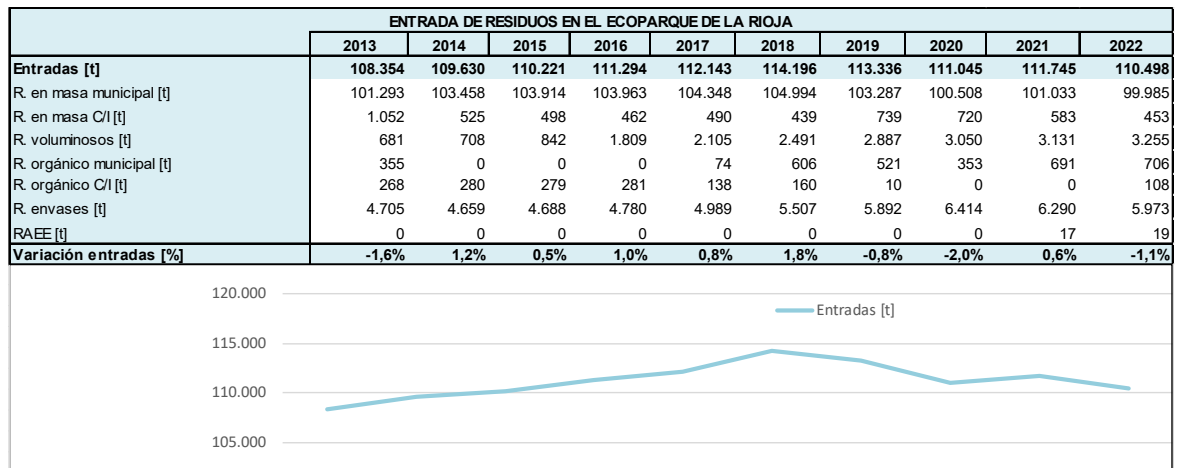 ENTRADA DE RESIDUOS EN EL ECOPARQUE DE LA RIOJA
2013 2014 2015 2016 2017 2018 2019 2020 2021 2022
Entradas [t] 108.354 109.630 110.221 111.294 112.143 114.196 113.336 111.045 111.745 110.498
R. en masa municipal [t] 101.293 103.458 103.914 103.963 104.348 104.994 103.287 100.508 101.033 99.985
R. en masa C/I [t] 1.052 525 498 462 490 439 739 720 583 453
R. voluminosos [t] 681 708 842 1.809 2.105 2.491 2.887 3.050 3.131 3.255
R. orgánico municipal [t] 355 0 0 0 74 606 521 353 691 706
R. orgánico C/I [t] 268 280 279 281 138 160 10 0 0 108
R. envases [t] 4.705 4.659 4.688 4.780 4.989 5.507 5.892 6.414 6.290 5.973
RAEE [t] 0 0 0 0 0 0 0 0 17 19
Variación entradas [%] -1,6% 1,2% 0,5% 1,0% 0,8% 1,8% -0,8% -2,0% 0,6% -1,1%
120.000
Entradas [t]
115.000
110.000
105.000